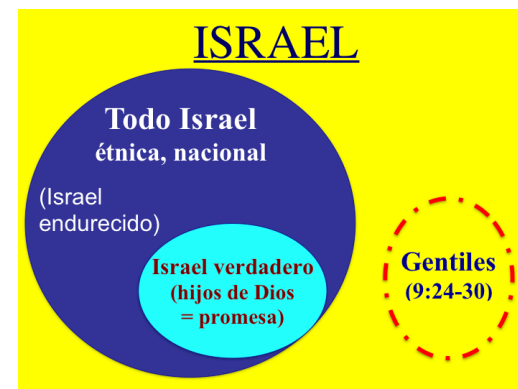 ISRAEL
Todo Israel
étnica, nacional
(Israel
endurecido)
Israel verdadero
(hijos de Dios
= promesa)
Gentiles
(9:24-30)